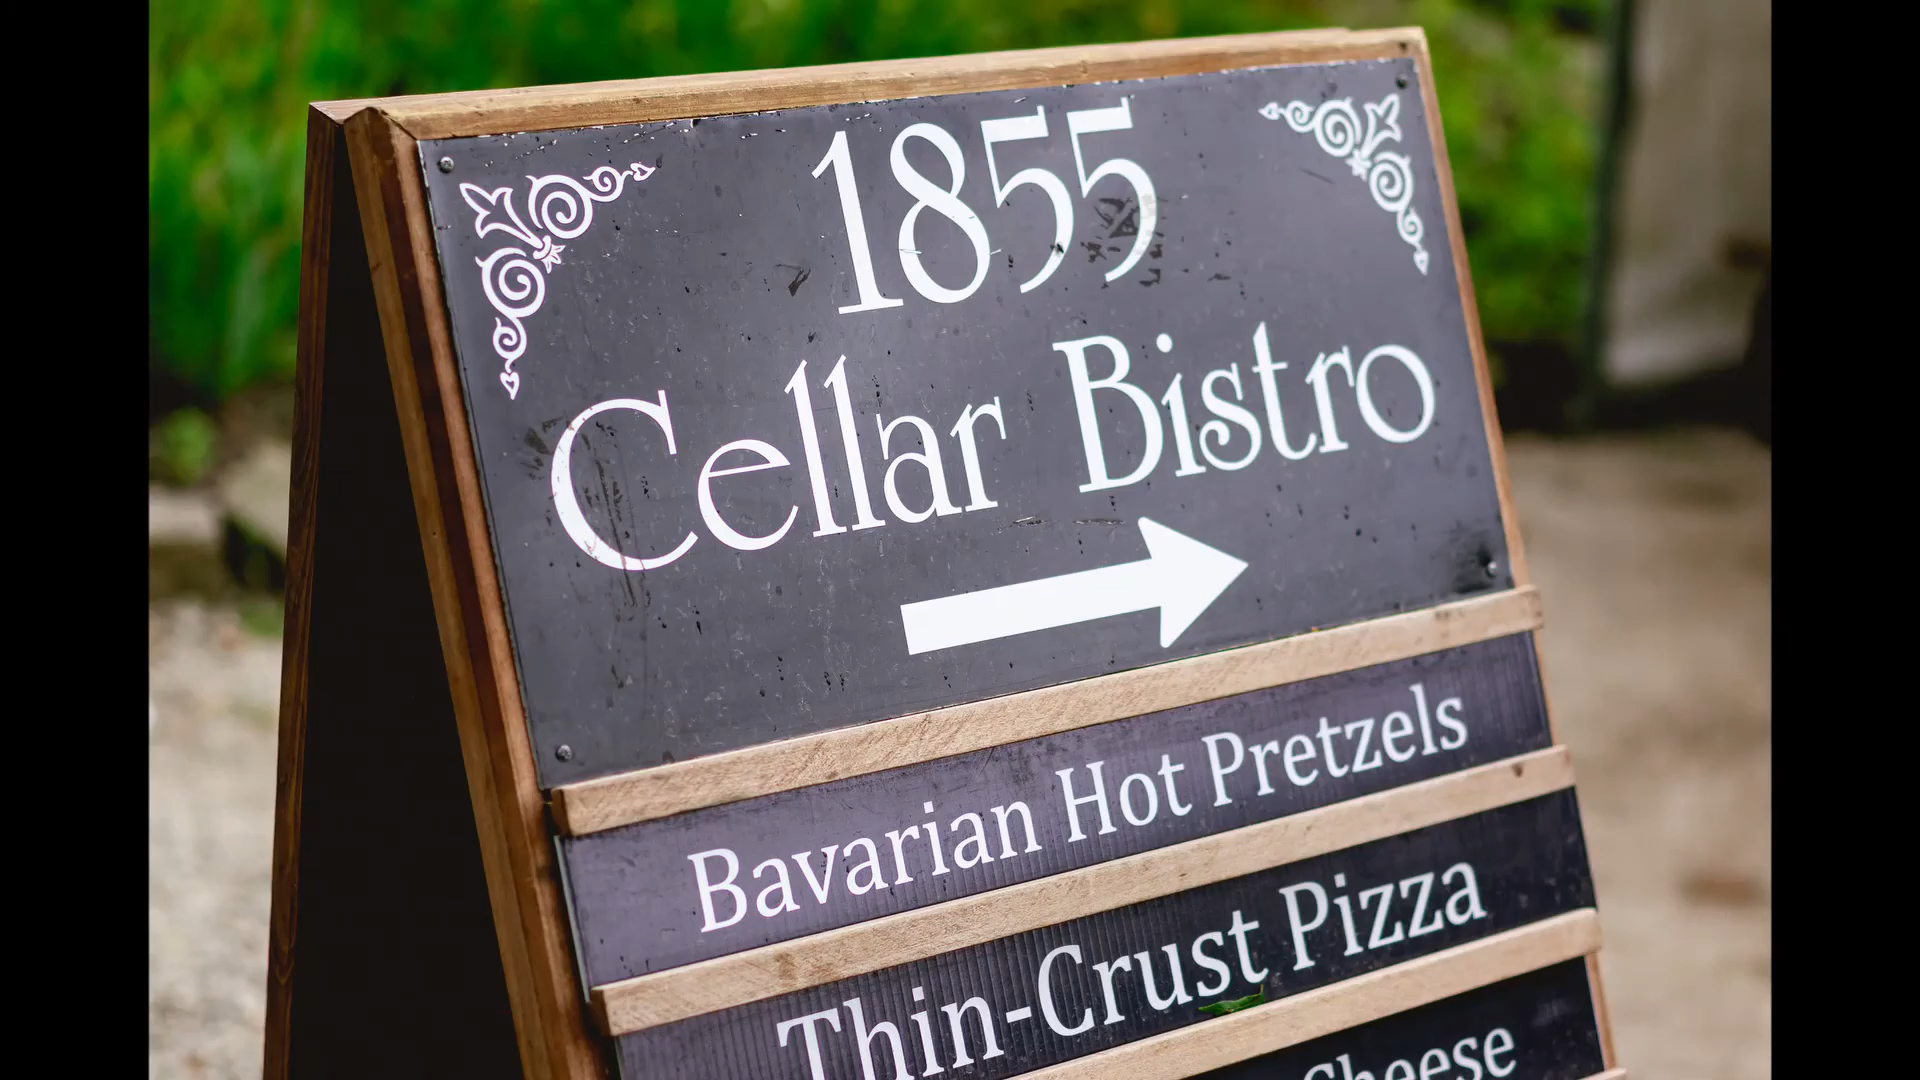 1855
Cellar Bistro
Bavarian Hot Pretzels
Thin-Crust Pizza
Cheese